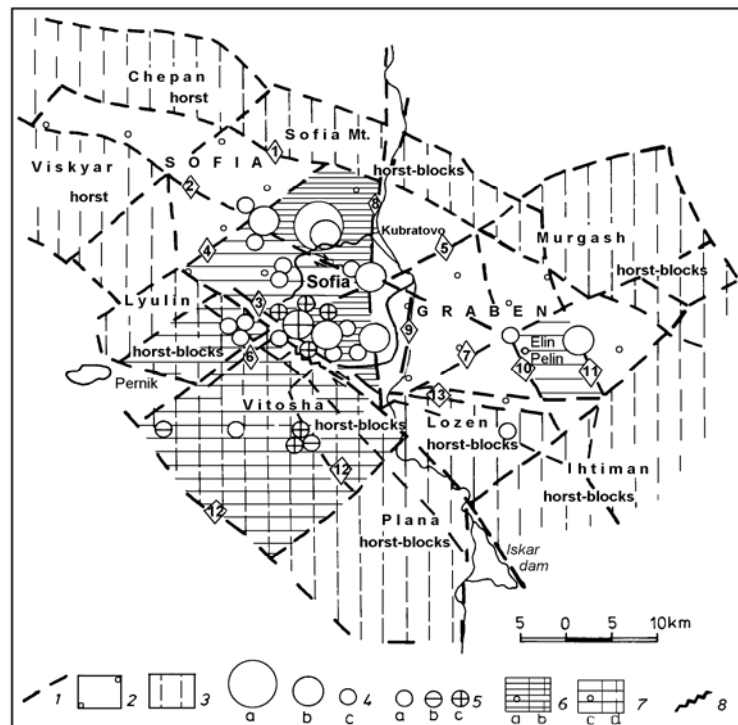 Chepan
horst
Sofia Mt.
1
SOFIA
horst-blocks
Viskyar
2
horst
8
Kubratovo
5
Murgash
4
horst-blocks
Sofia
Lyulin
3
GRABEN
9
horst-blocks
6
7
Elin
Pelin
10
11
Pernik
Vitosha
13
horst-blocks
Lozen
horst-blocks
12
Ihtiman
12
horst-blocks
Plana
horst-blocks
Iskar
dam
5 0 5 10km
1 2 3 4 5 6 7 8
a b c a b c a b c d